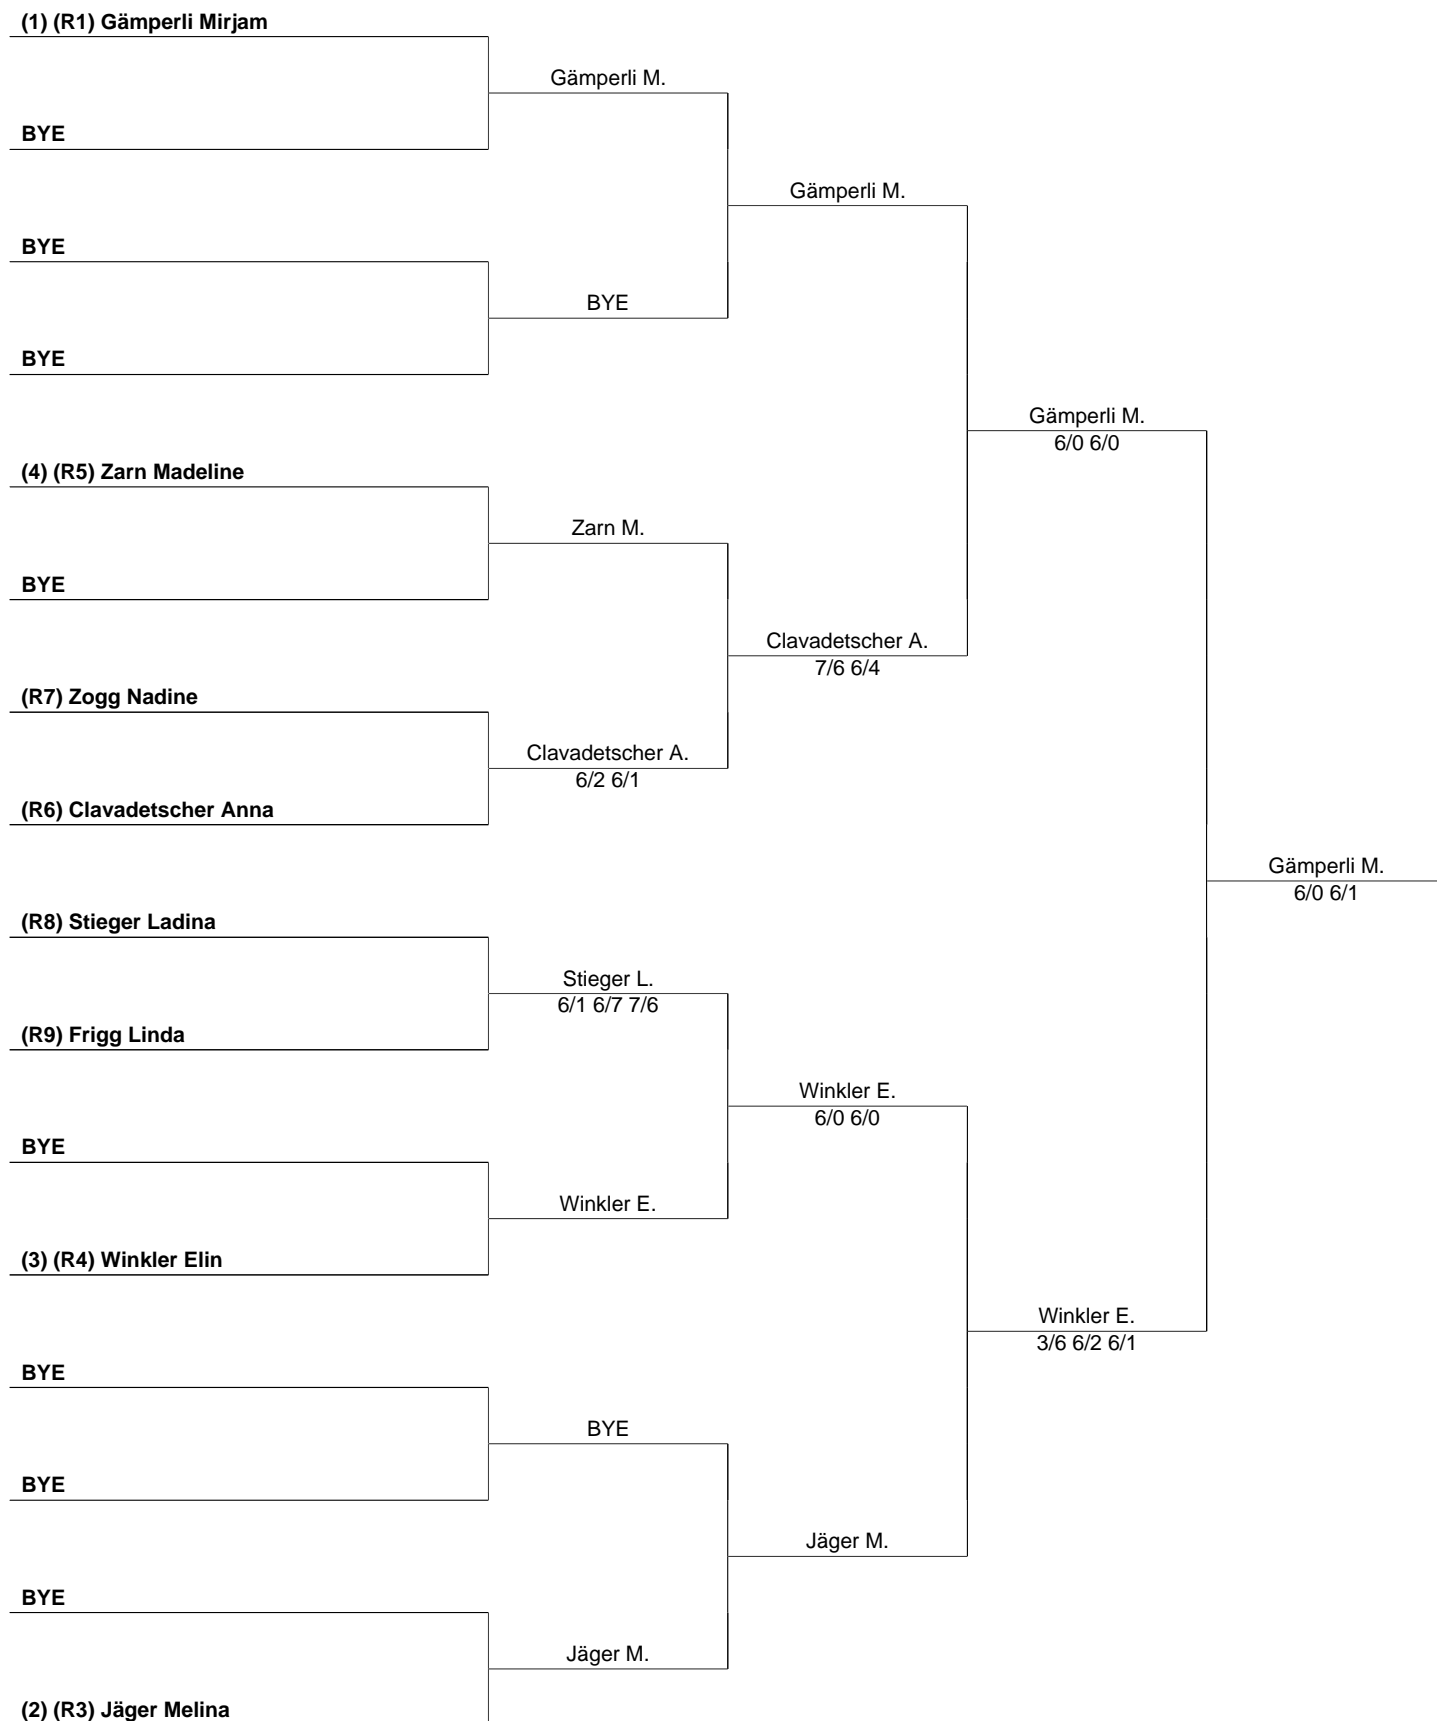 (1) (R1) Gämperli Mirjam
Gämperli M.
BYE
Gämperli M.
BYE
BYE
BYE
Gämperli M.
6/0 6/0
(4) (R5) Zarn Madeline
Zarn M.
BYE
Clavadetscher A.
7/6 6/4
(R7) Zogg Nadine
Clavadetscher A.
6/2 6/1
(R6) Clavadetscher Anna
Gämperli M.
6/0 6/1
(R8) Stieger Ladina
Stieger L.
6/1 6/7 7/6
(R9) Frigg Linda
Winkler E.
6/0 6/0
BYE
Winkler E.
(3) (R4) Winkler Elin
Winkler E.
3/6 6/2 6/1
BYE
BYE
BYE
Jäger M.
BYE
Jäger M.
(2) (R3) Jäger Melina